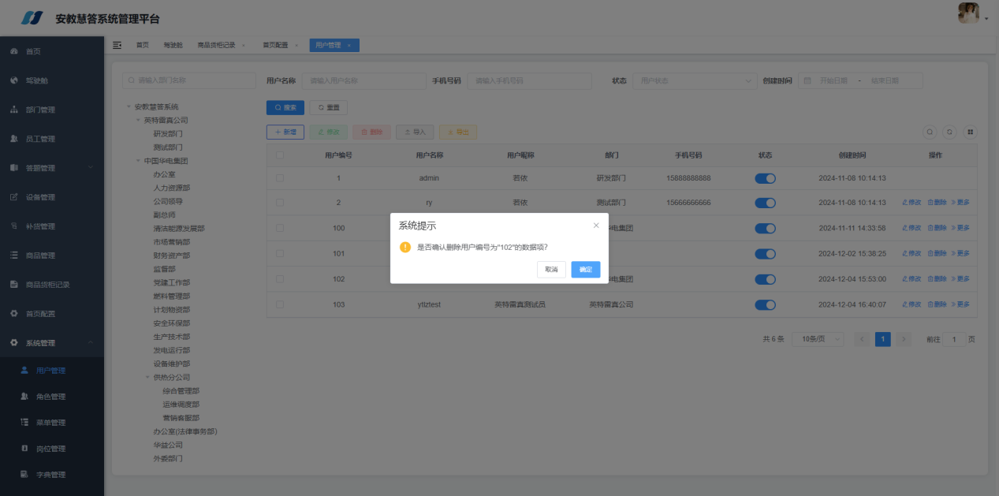 安教慧答系统管理平台
首页
驾驶舱
部门管理
员工管理
答题管理
设备管理
补货管理
商品管理
商品货柜记录
首页配置
系统管理
用户管理
角色管理
菜单管理
岗位管理
字典管理
首页 驾驶舱 商品货柜记录 × 首页配置 × 用户管理 ×
请输入部门名称
安教慧答系统
英特雷真公司
研发部门
测试部门
中国华电集团
办公室
人力资源部
公司领导
副总师
清洁能源发展部
市场营销部
财务资产部
监督部
党建工作部
燃料管理部
计划物资部
安全环保部
生产技术部
发电运行部
设备维护部
供热分公司
综合管理部
运维调度部
营销客服部
办公室(法律事务部)
华益公司
外委部门
用户名称 请输入用户名称 手机号码 请输入手机号码 状态 用户状态 创建时间 开始日期 - 结束日期
搜索 重置
+ 新增 修改 删除 导入 导出
用户编号 用户名称 用户昵称 部门 手机号码 状态 创建时间 操作
1 admin 若依 研发部门 15888888888 2024-11-08 10:14:13
2 ry 若依 测试部门 15666666666 2024-11-08 10:14:13 修改 删除 更多
100 电集团 2024-11-11 14:33:58 修改 删除 更多
101 2024-12-02 15:38:25 修改 删除 更多
102 电集团 2024-12-04 15:53:00 修改 删除 更多
103 ytlztest 英特雷真测试员 英特雷真公司 2024-12-04 16:40:07 修改 删除 更多
共 6 条 10条/页 < 1 > 前往 1 页
系统提示 ×
是否确认删除用户编号为"102"的数据项?
取消 确定